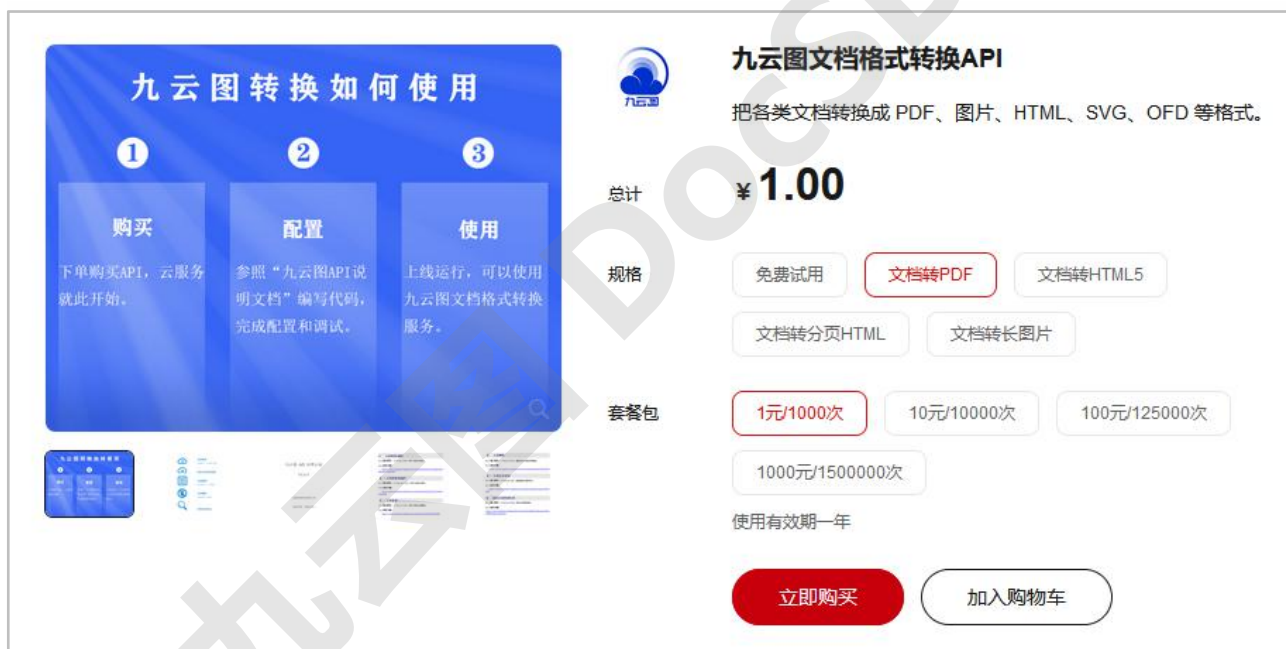 九云图转换如何使用
1
2
3
购买
下单购买API，云服务
就此开始。
配置
参照“九云图API说
明文档”编写代码，
完成配置和调试。
使用
上线运行，可以使用
九云图文档格式转换
服务。
九云图
九云图文档格式转换API
把各类文档转换成 PDF、图片、HTML、SVG、OFD 等格式。
总计
¥ 1.00
规格
免费试用
文档转PDF
文档转HTML5
文档转分页HTML
文档转长图片
套餐包
1元/1000次
10元/10000次
100元/125000次
1000元/1500000次
使用有效期一年
立即购买
加入购物车
九云图 DocS